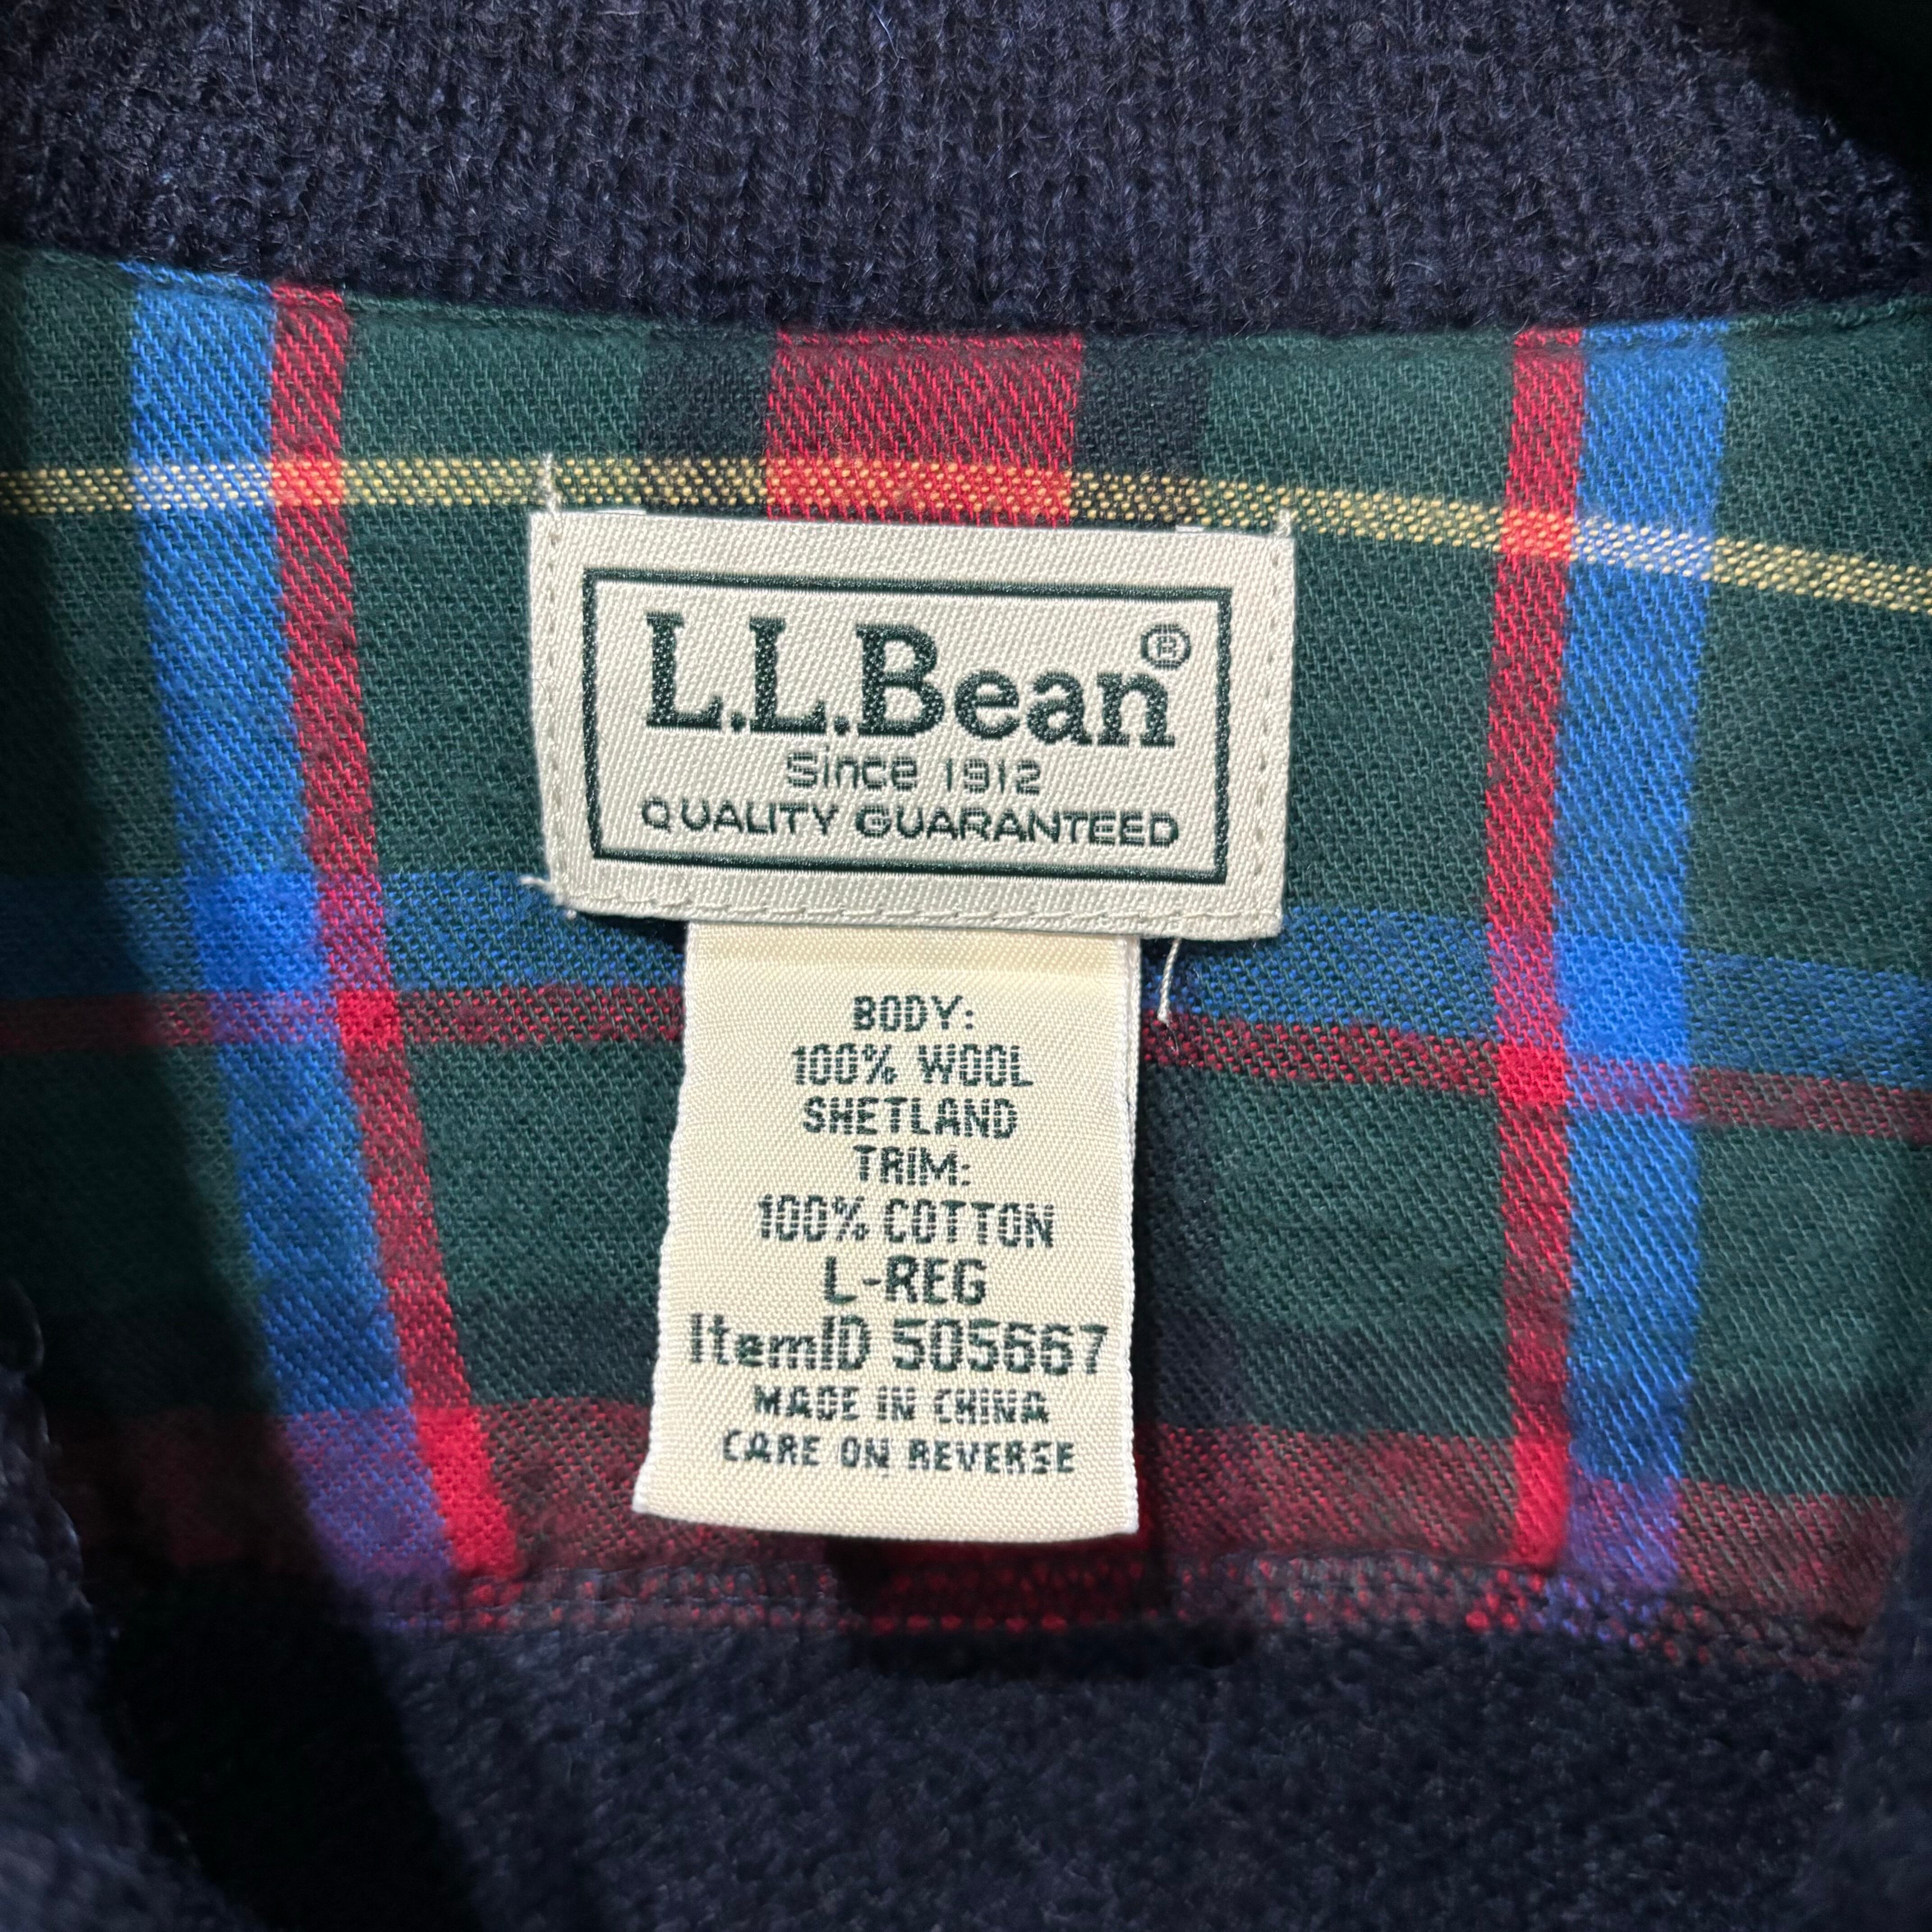 L.L.Bean®
Since 1912
QUALITY GUARANTEED
BODY:
100% WOOL
SHETLAND
TRIM:
100% COTTON
L-REG
ItemID 505667
MADE IN CHINA
CARE ON REVERSE